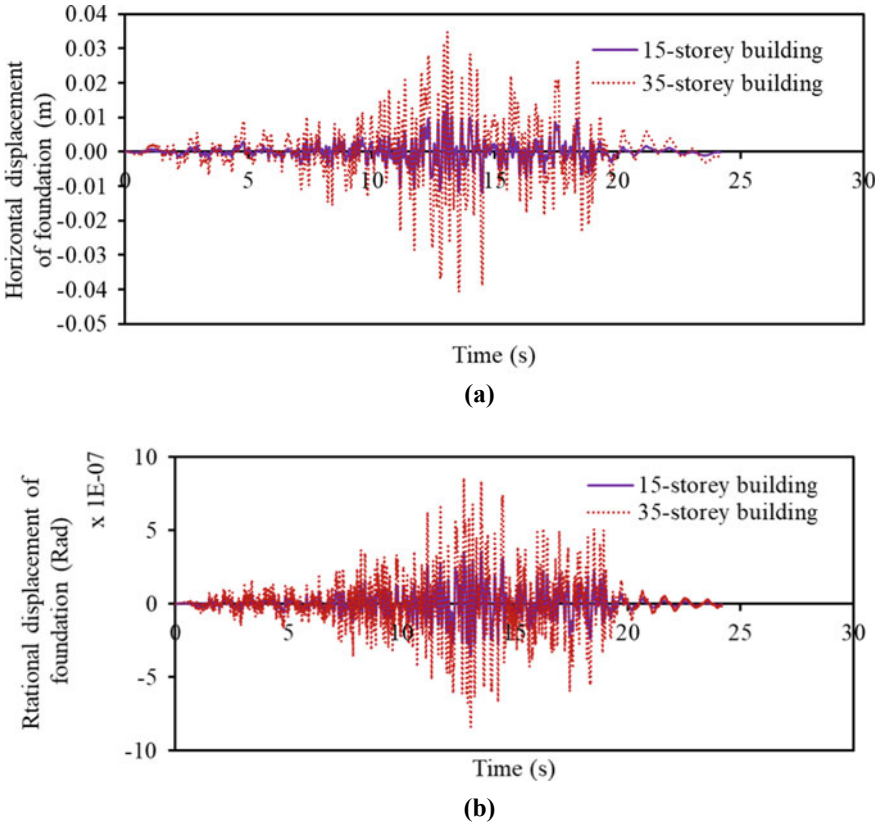 0.04
0.03
0.02
0.01
0.00
-0.01
-0.02
-0.03
-0.04
-0.05
Horizontal displacement
of foundation (m)
15-storey building
35-storey building
0 5 10 15 20 25 30
Time (s)
(a)
10
5
0
-5
-10
x 1E-07
Rtational displacement of
foundation (Rad)
15-storey building
35-storey building
0 5 10 15 20 25 30
Time (s)
(b)